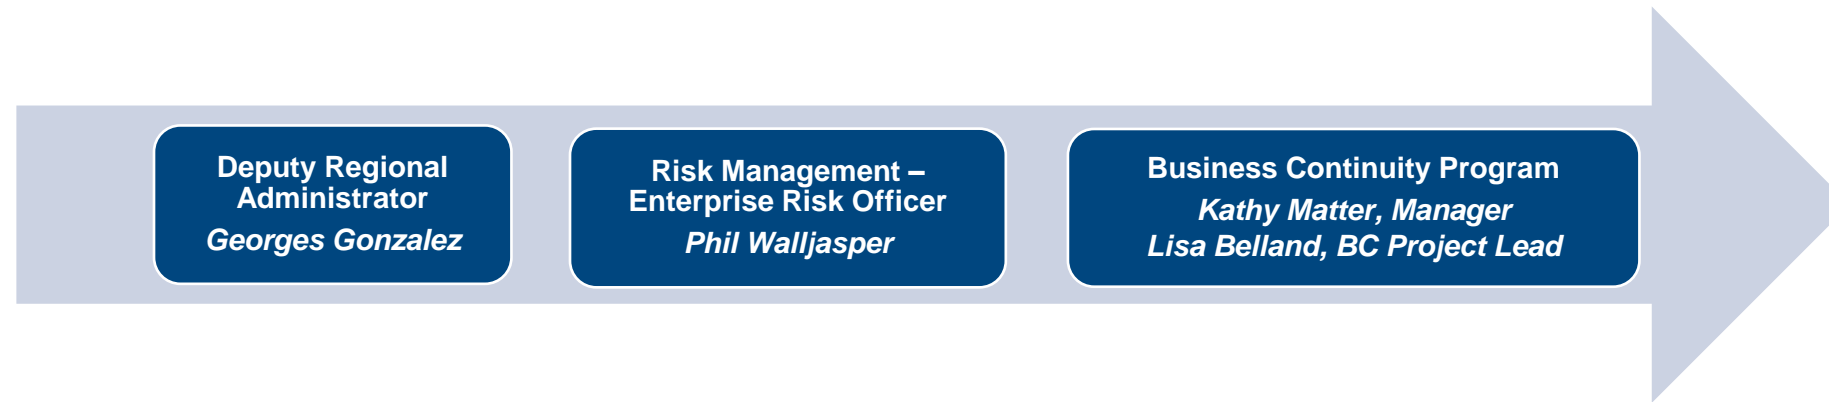 Deputy Regional
Administrator
Georges Gonzalez
Risk Management –
Enterprise Risk Officer
Phil Walljasper
Business Continuity Program
Kathy Matter, Manager
Lisa Belland, BC Project Lead